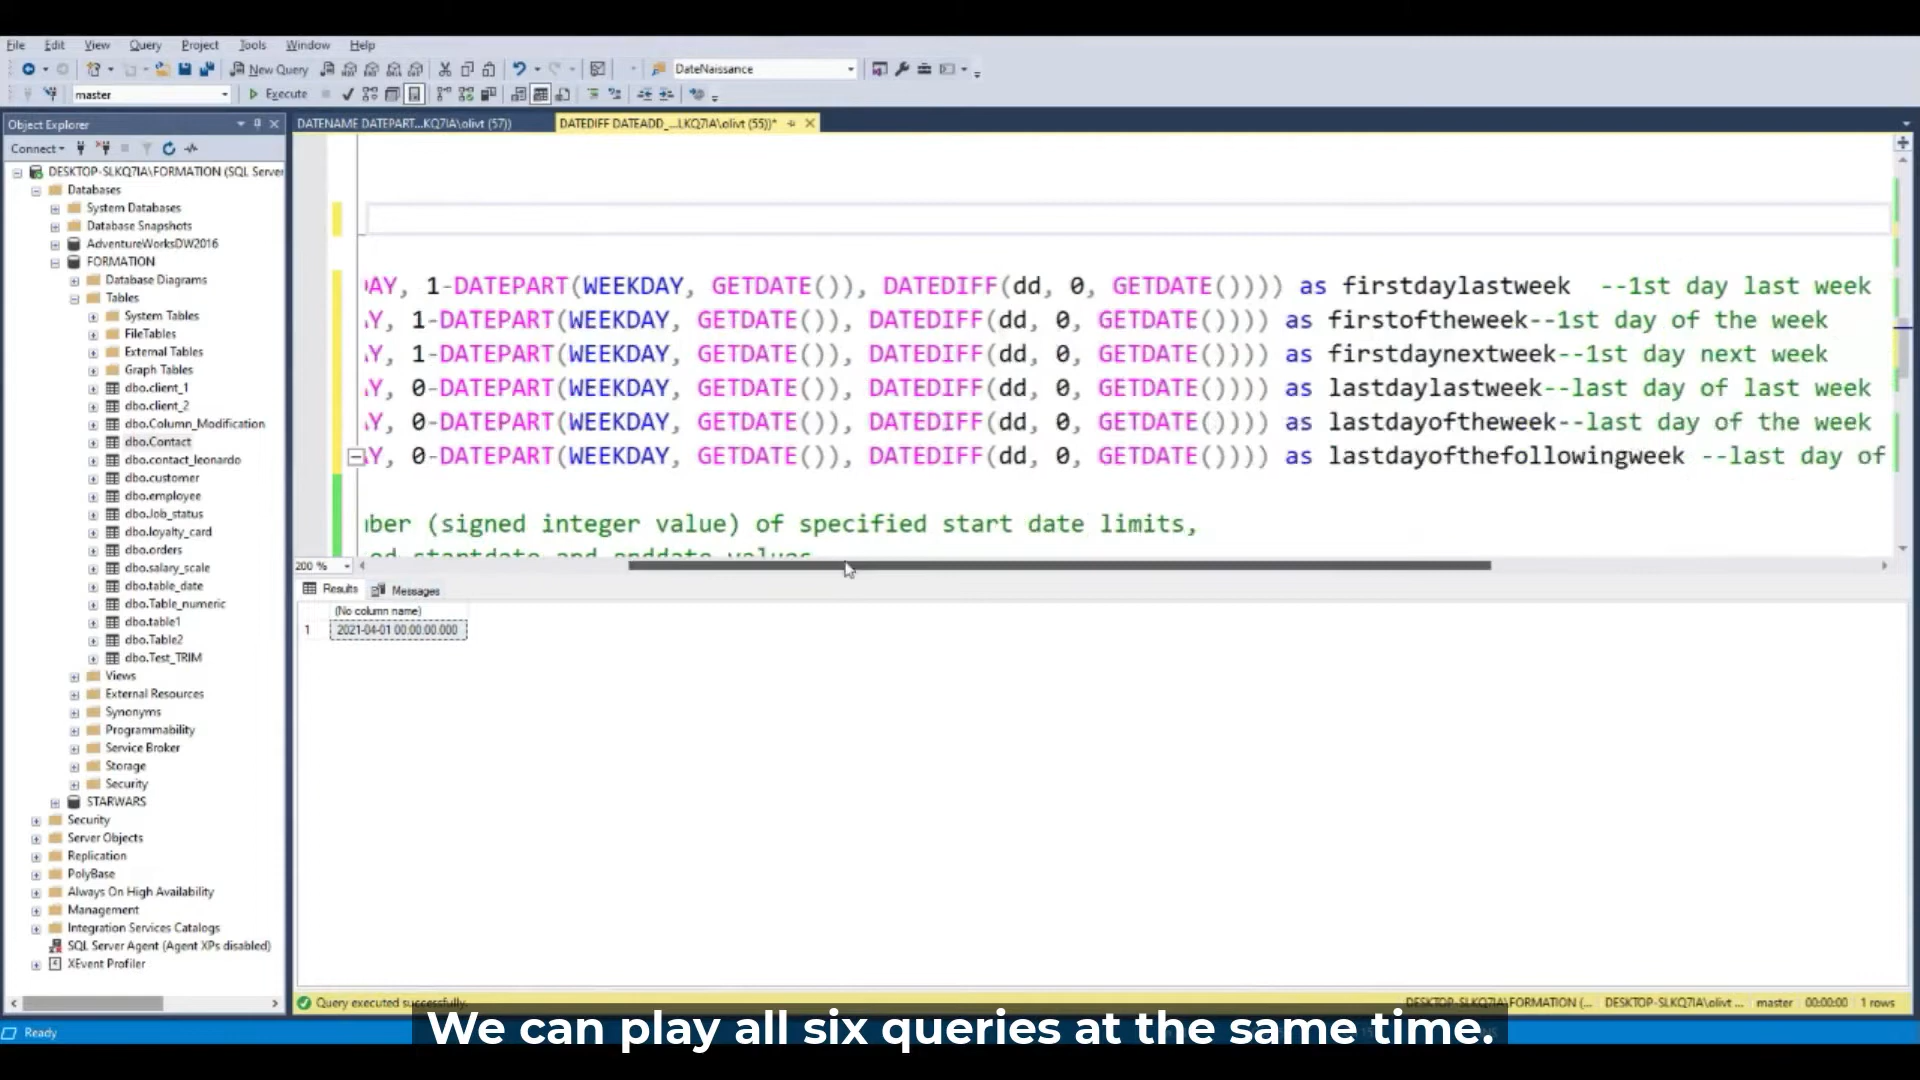 File Edit View Query Project Tools Window Help
New Query DateNaissance
master Execute
Object Explorer
Connect
DESKTOP-SLKQ7IA\FORMATION (SQL Server
Databases
System Databases
Database Snapshots
AdventureWorksDW2016
FORMATION
Database Diagrams
Tables
System Tables
FileTables
External Tables
Graph Tables
dbo.client_1
dbo.client_2
dbo.Column_Modification
dbo.Contact
dbo.contact_leonardo
dbo.customer
dbo.employee
dbo.Job_status
dbo.loyalty_card
dbo.orders
dbo.salary_scale
dbo.table_date
dbo.Table_numeric
dbo.table1
dbo.Table2
dbo.Test_TRIM
Views
External Resources
Synonyms
Programmability
Service Broker
Storage
Security
STARWARS
Security
Server Objects
Replication
PolyBase
Always On High Availability
Management
Integration Services Catalogs
SQL Server Agent (Agent XPs disabled)
XEvent Profiler
DATENAME DATEPART...KQ7IA\olivt (57))
DATEDIFF DATEADD_...LKQ7IA\olivt (55))*
AY, 1-DATEPART(WEEKDAY, GETDATE()), DATEDIFF(dd, 0, GETDATE()))) as firstdaylastweek --1st day last week
Y, 1-DATEPART(WEEKDAY, GETDATE()), DATEDIFF(dd, 0, GETDATE()))) as firstoftheweek--1st day of the week
Y, 1-DATEPART(WEEKDAY, GETDATE()), DATEDIFF(dd, 0, GETDATE()))) as firstdaynextweek--1st day next week
Y, 0-DATEPART(WEEKDAY, GETDATE()), DATEDIFF(dd, 0, GETDATE()))) as lastdaylastweek--last day of last week
Y, 0-DATEPART(WEEKDAY, GETDATE()), DATEDIFF(dd, 0, GETDATE()))) as lastdayoftheweek--last day of the week
Y, 0-DATEPART(WEEKDAY, GETDATE()), DATEDIFF(dd, 0, GETDATE()))) as lastdayofthefollowingweek --last day of
ber (signed integer value) of specified start date limits,
startdate and enddate values
200 %
Results Messages
(No column name)
1 2021-04-01 00:00:00.000
Query executed successfully. DESKTOP-SLKQ7IA\FORMATION (... DESKTOP-SLKQ7IA\olivt ... master 00:00:00 1 rows
Ready
We can play all six queries at the same time.